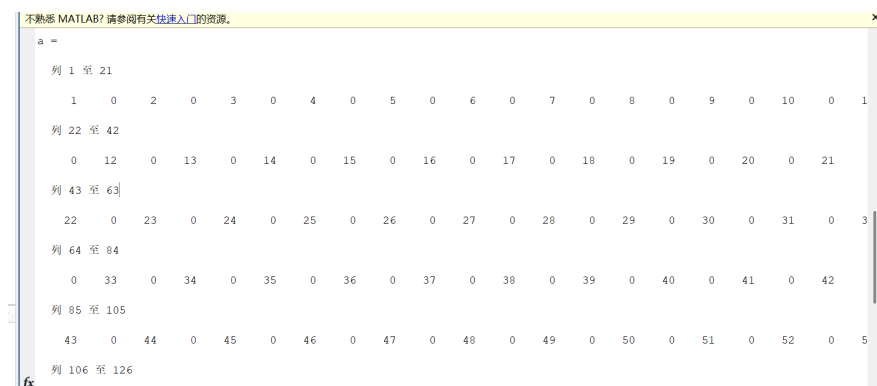 不熟悉 MATLAB? 请参阅有关快速入门的资源。
a =
列 1 至 21
1 0 2 0 3 0 4 0 5 0 6 0 7 0 8 0 9 0 10 0 1
列 22 至 42
0 12 0 13 0 14 0 15 0 16 0 17 0 18 0 19 0 20 0 21
列 43 至 63
22 0 23 0 24 0 25 0 26 0 27 0 28 0 29 0 30 0 31 0 3
列 64 至 84
0 33 0 34 0 35 0 36 0 37 0 38 0 39 0 40 0 41 0 42
列 85 至 105
43 0 44 0 45 0 46 0 47 0 48 0 49 0 50 0 51 0 52 0 5
列 106 至 126
fx